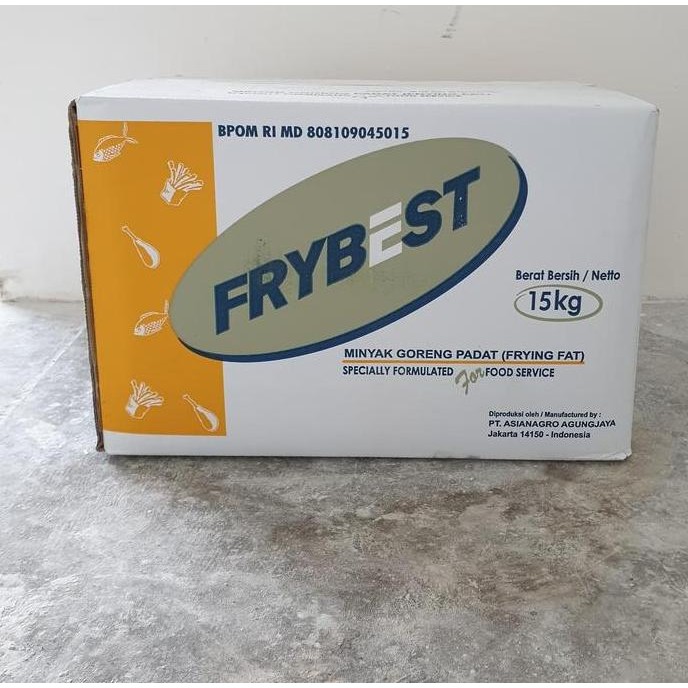 BPOM RI MD 808109045015
FRYBEST
Berat Bersih / Netto
15kg
MINYAK GORENG PADAT (FRYING FAT)
SPECIALLY FORMULATED For FOOD SERVICE
Diproduksi oleh / Manufactured by :
PT. ASIANAGRO AGUNGJAYA
Jakarta 14150 - Indonesia